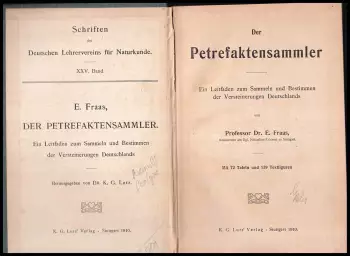 Schriften
des
Deutschen Lehrervereins für Naturkunde.
XXV. Band
E. Fraas,
DER PETREFAKTENSAMMLER.
Ein Leitfaden zum Sammeln und Bestimmen
der Versteinerungen Deutschlands
Herausgegeben von Dr. K. G. Lutz.
K. G. Lutz' Verlag - Stuttgart 1910.
Der
Petrefaktensammler
Ein Leitfaden zum Sammeln und Bestimmen
der Versteinerungen Deutschlands
von
Professor Dr. E. Fraas,
Mit 72 Tafeln und 139 Textfiguren
K. G. Lutz' Verlag - Stuttgart 1910.